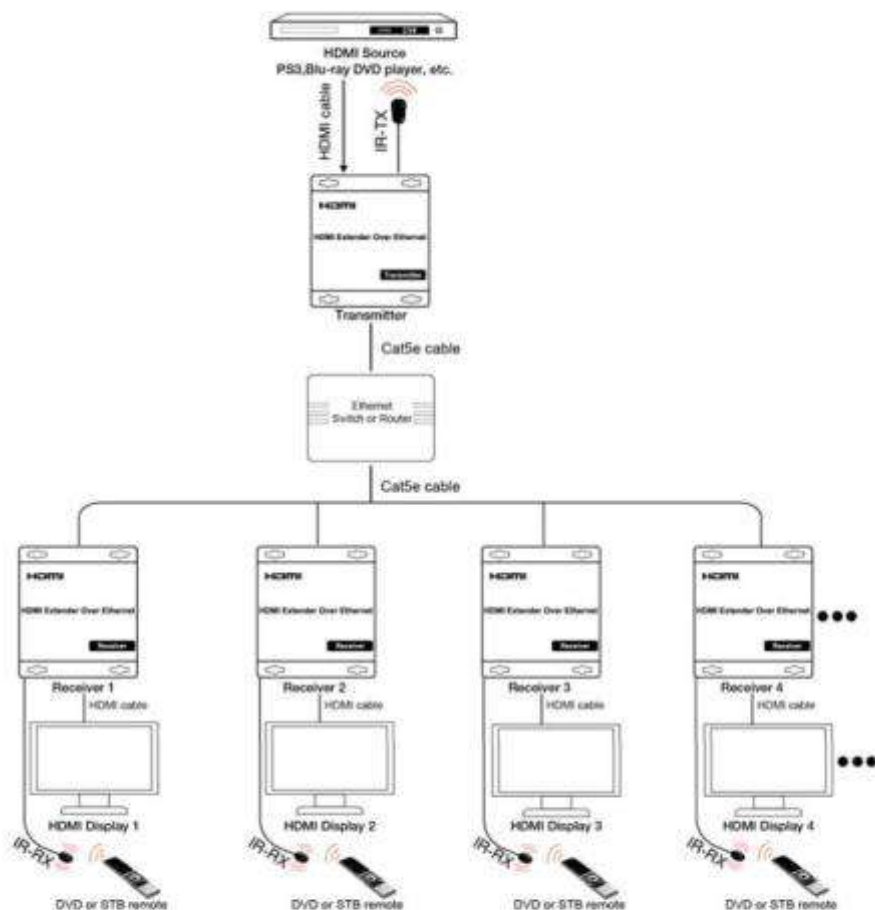 HDMI Source
PS3,Blu-ray DVD player, etc.
HDMI cable
IR-TX
HDMI
HDMI Extender Over Ethernet
Transmitter
Transmitter
Cat5e cable
Ethernet
Switch or Router
Cat5e cable
HDMI
HDMI
HDMI
HDMI
HDMI Extender Over Ethernet
HDMI Extender Over Ethernet
HDMI Extender Over Ethernet
HDMI Extender Over Ethernet
Receiver
Receiver
Receiver
Receiver
Receiver 1
Receiver 2
Receiver 3
Receiver 4
HDMI cable
HDMI cable
HDMI cable
HDMI cable
HDMI Display 1
HDMI Display 2
HDMI Display 3
HDMI Display 4
IR-RX
IR-RX
IR-RX
IR-RX
DVD or STB remote
DVD or STB remote
DVD or STB remote
DVD or STB remote